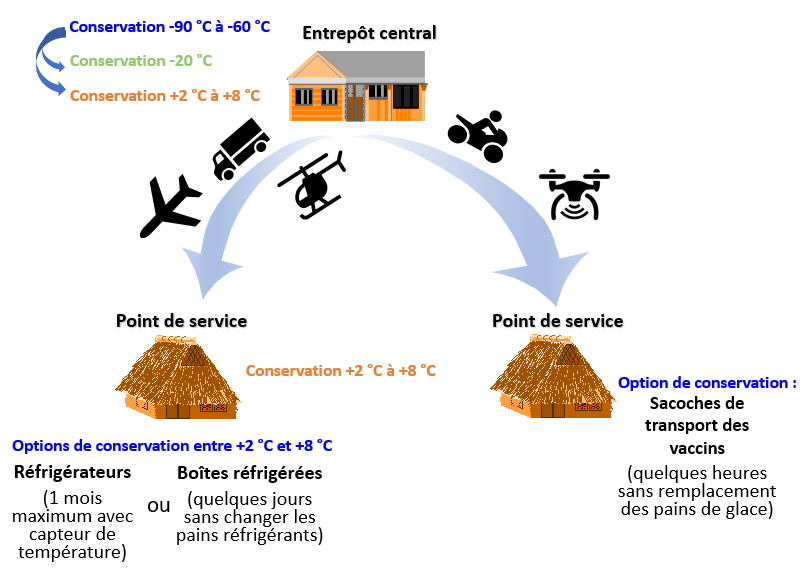 Conservation -90 °C à -60 °C
Conservation -20 °C
Conservation +2 °C à +8 °C
Entrepôt central
Point de service
Conservation +2 °C à +8 °C
Options de conservation entre +2 °C et +8 °C
Réfrigérateurs
(1 mois
maximum avec
capteur de
température)
ou
Boîtes réfrigérées
(quelques jours
sans changer les
pains réfrigérants)
Point de service
Option de conservation :
Sacoches de
transport des
vaccins
(quelques heures
sans remplacement
des pains de glace)